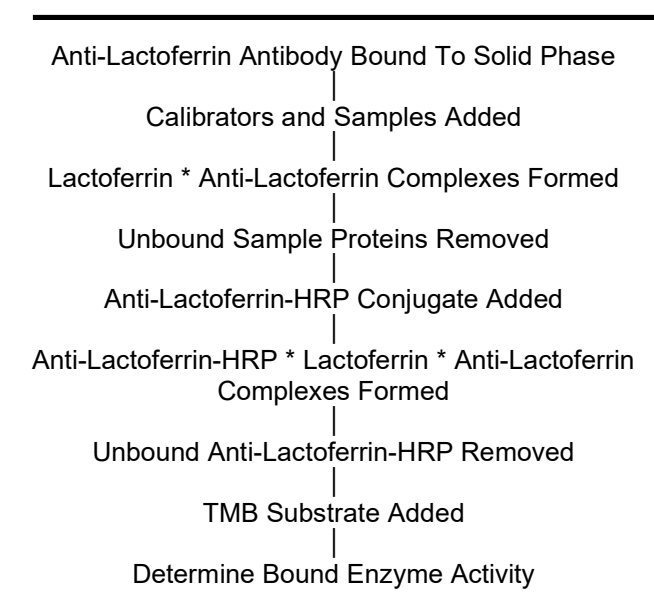 Anti-Lactoferrin Antibody Bound To Solid Phase
Calibrators and Samples Added
Lactoferrin * Anti-Lactoferrin Complexes Formed
Unbound Sample Proteins Removed
Anti-Lactoferrin-HRP Conjugate Added
Anti-Lactoferrin-HRP * Lactoferrin * Anti-Lactoferrin
Complexes Formed
Unbound Anti-Lactoferrin-HRP Removed
TMB Substrate Added
Determine Bound Enzyme Activity